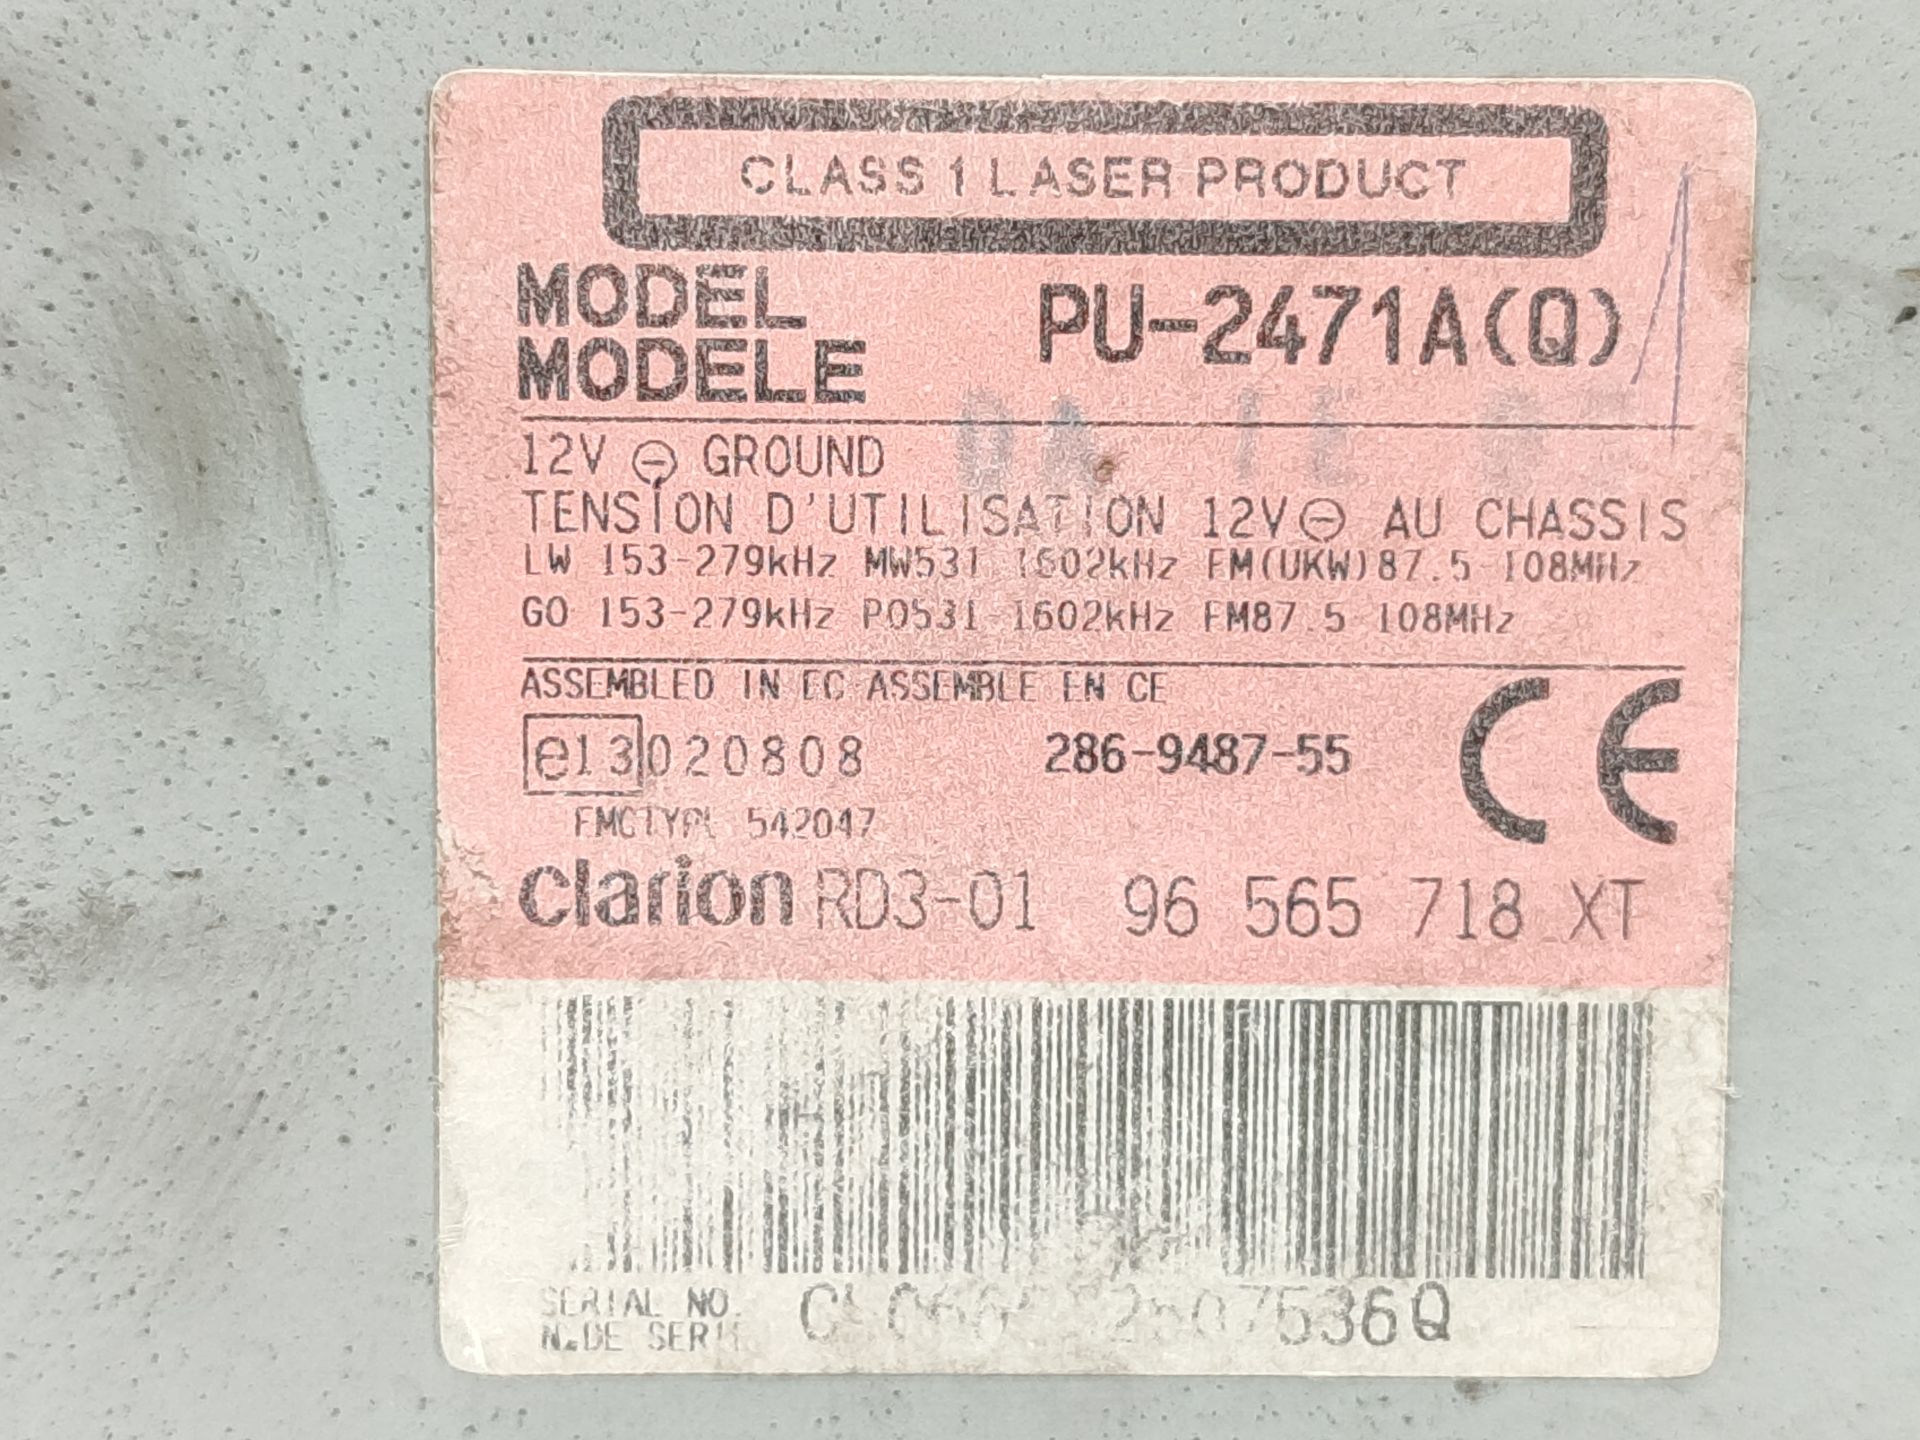 CLASS 1 LASER PRODUCT
MODEL
MODELE
PU-2471A(Q)
12V ⊖ GROUND
TENSION D'UTILISATION 12V⊖ AU CHASSIS
LW 153-279kHz MW531-1602kHz FM(UKW)87.5-108MHz
GO 153-279kHz PO531-1602kHz FM87.5-108MHz
ASSEMBLED IN EC ASSEMBLE EN CE
e13 020808 286-9487-55 CE
542047
clarion RD3-01 96 565 718 XT
SERIAL NO.
N.DE SERIE